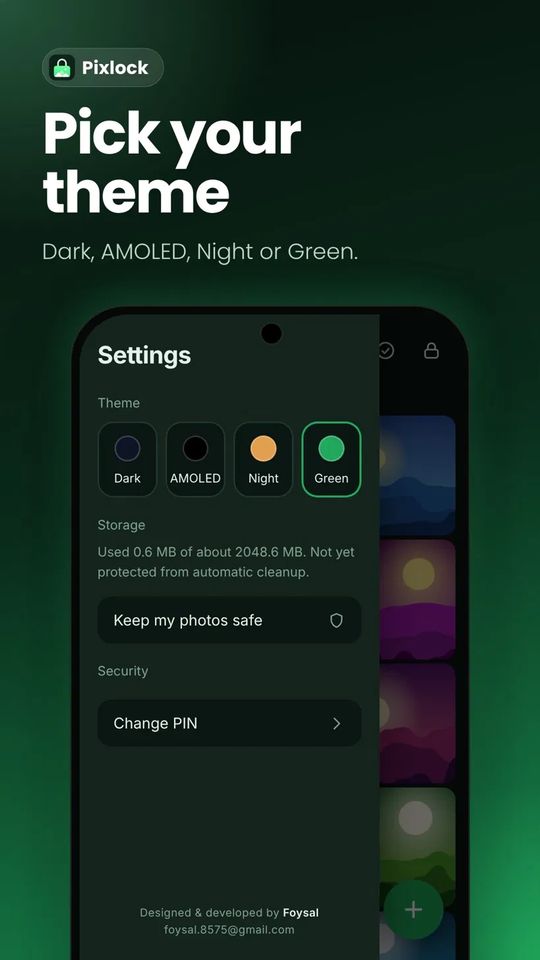 Pixlock
Pick your
theme
Dark, AMOLED, Night or Green.
Settings
Theme
Dark
AMOLED
Night
Green
Storage
Used 0.6 MB of about 2048.6 MB. Not yet
protected from automatic cleanup.
Keep my photos safe
Security
Change PIN
Designed & developed by Foysal
foysal.8575@gmail.com